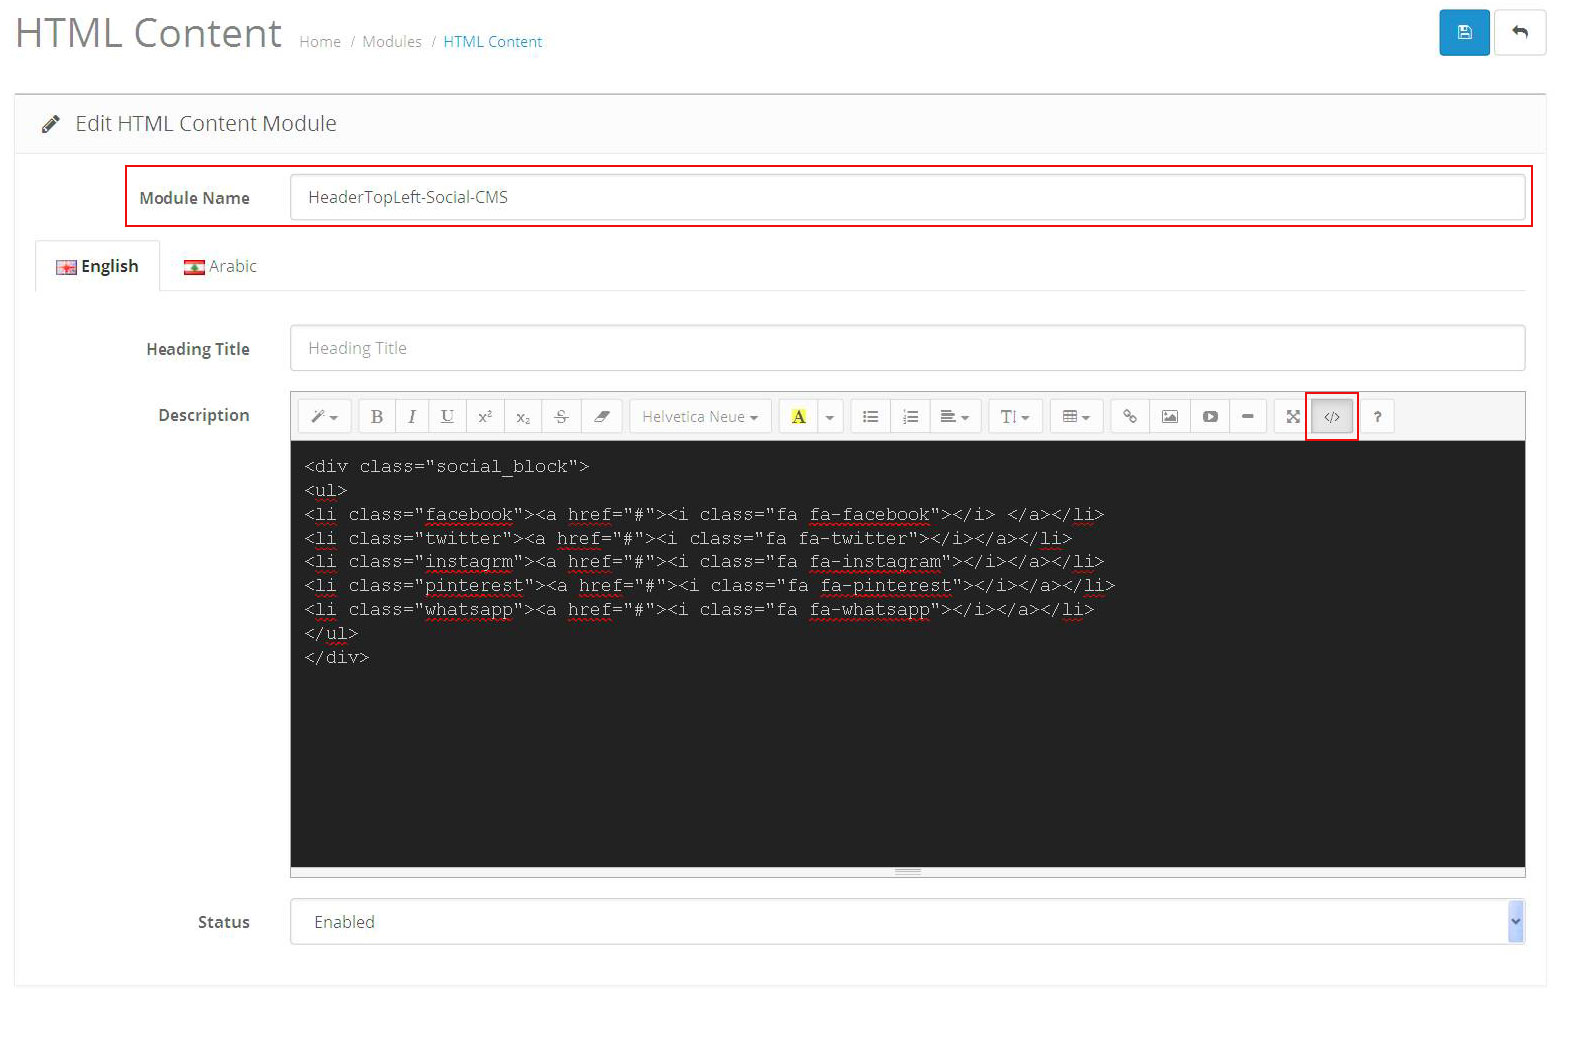 HTML Content Home / Modules / HTML Content
Edit HTML Content Module
Module Name HeaderTopLeft-Social-CMS
English Arabic
Heading Title Heading Title
Description B I U x² x₂ S Helvetica Neue A TI </> ?
<div class="social_block">
<ul>
<li class="facebook"><a href="#"><i class="fa fa-facebook"></i> </a></li>
<li class="twitter"><a href="#"><i class="fa fa-twitter"></i></a></li>
<li class="instagrm"><a href="#"><i class="fa fa-instagram"></i></a></li>
<li class="pinterest"><a href="#"><i class="fa fa-pinterest"></i></a></li>
<li class="whatsapp"><a href="#"><i class="fa fa-whatsapp"></i></a></li>
</ul>
</div>
Status Enabled